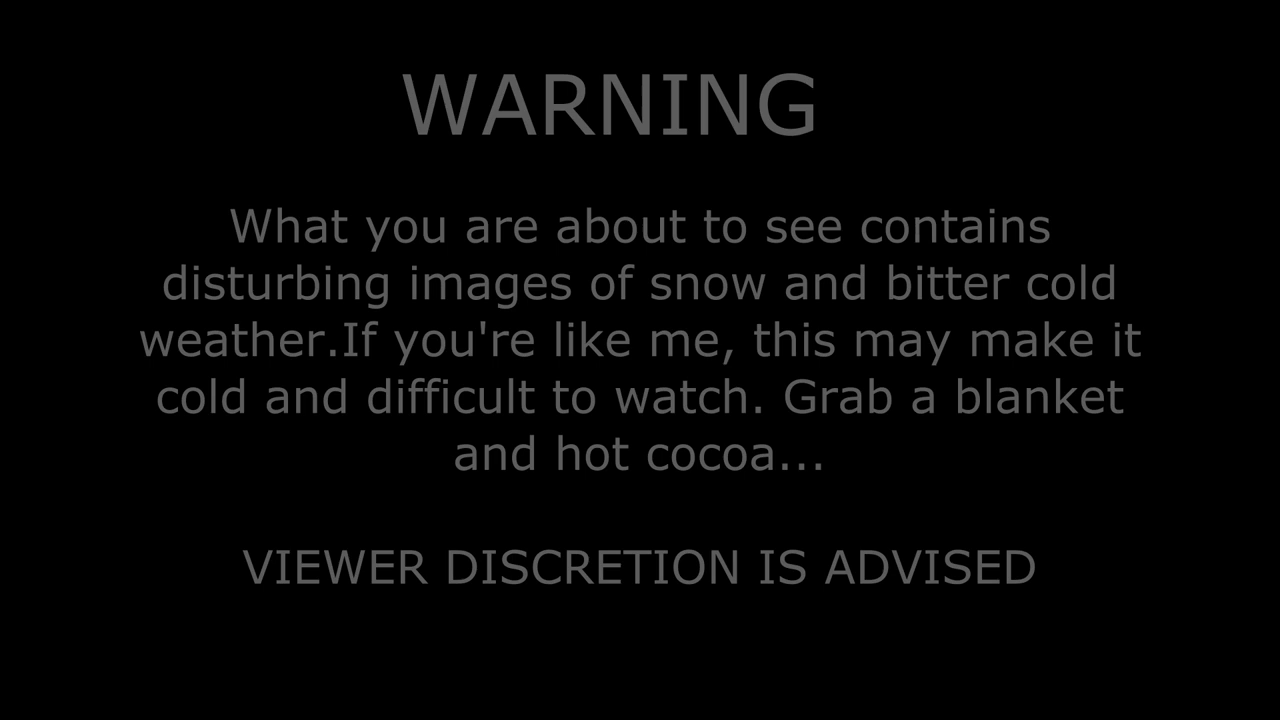 WARNING
What you are about to see contains
disturbing images of snow and bitter cold
weather.If you're like me, this may make it
cold and difficult to watch. Grab a blanket
and hot cocoa...
VIEWER DISCRETION IS ADVISED